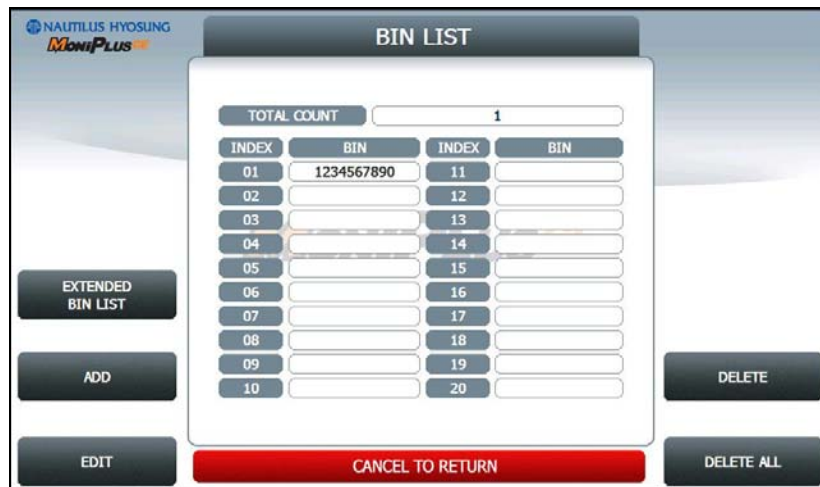 NAUTILUS HYOSUNG
MONIPLUS
BIN LIST
TOTAL COUNT 1
INDEX BIN INDEX BIN
01 1234567890 11
02 12
03 13
04 14
05 15
06 16
07 17
08 18
09 19
10 20
EXTENDED
BIN LIST
ADD
DELETE
EDIT
CANCEL TO RETURN
DELETE ALL